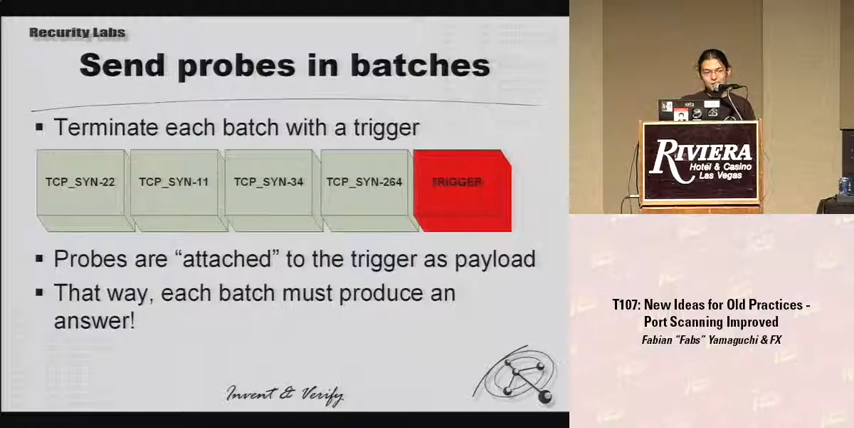 Recurity Labs
Send probes in batches
Terminate each batch with a trigger
TCP_SYN-22
TCP_SYN-11
TCP_SYN-34
TCP_SYN-264
TRIGGER
Probes are "attached" to the trigger as payload
That way, each batch must produce an
answer!
Invent & Verify
RIVIERA
Hotel & Casino
Las Vegas
T107: New Ideas for Old Practices -
Port Scanning Improved
Fabian "Fabs" Yamaguchi & FX